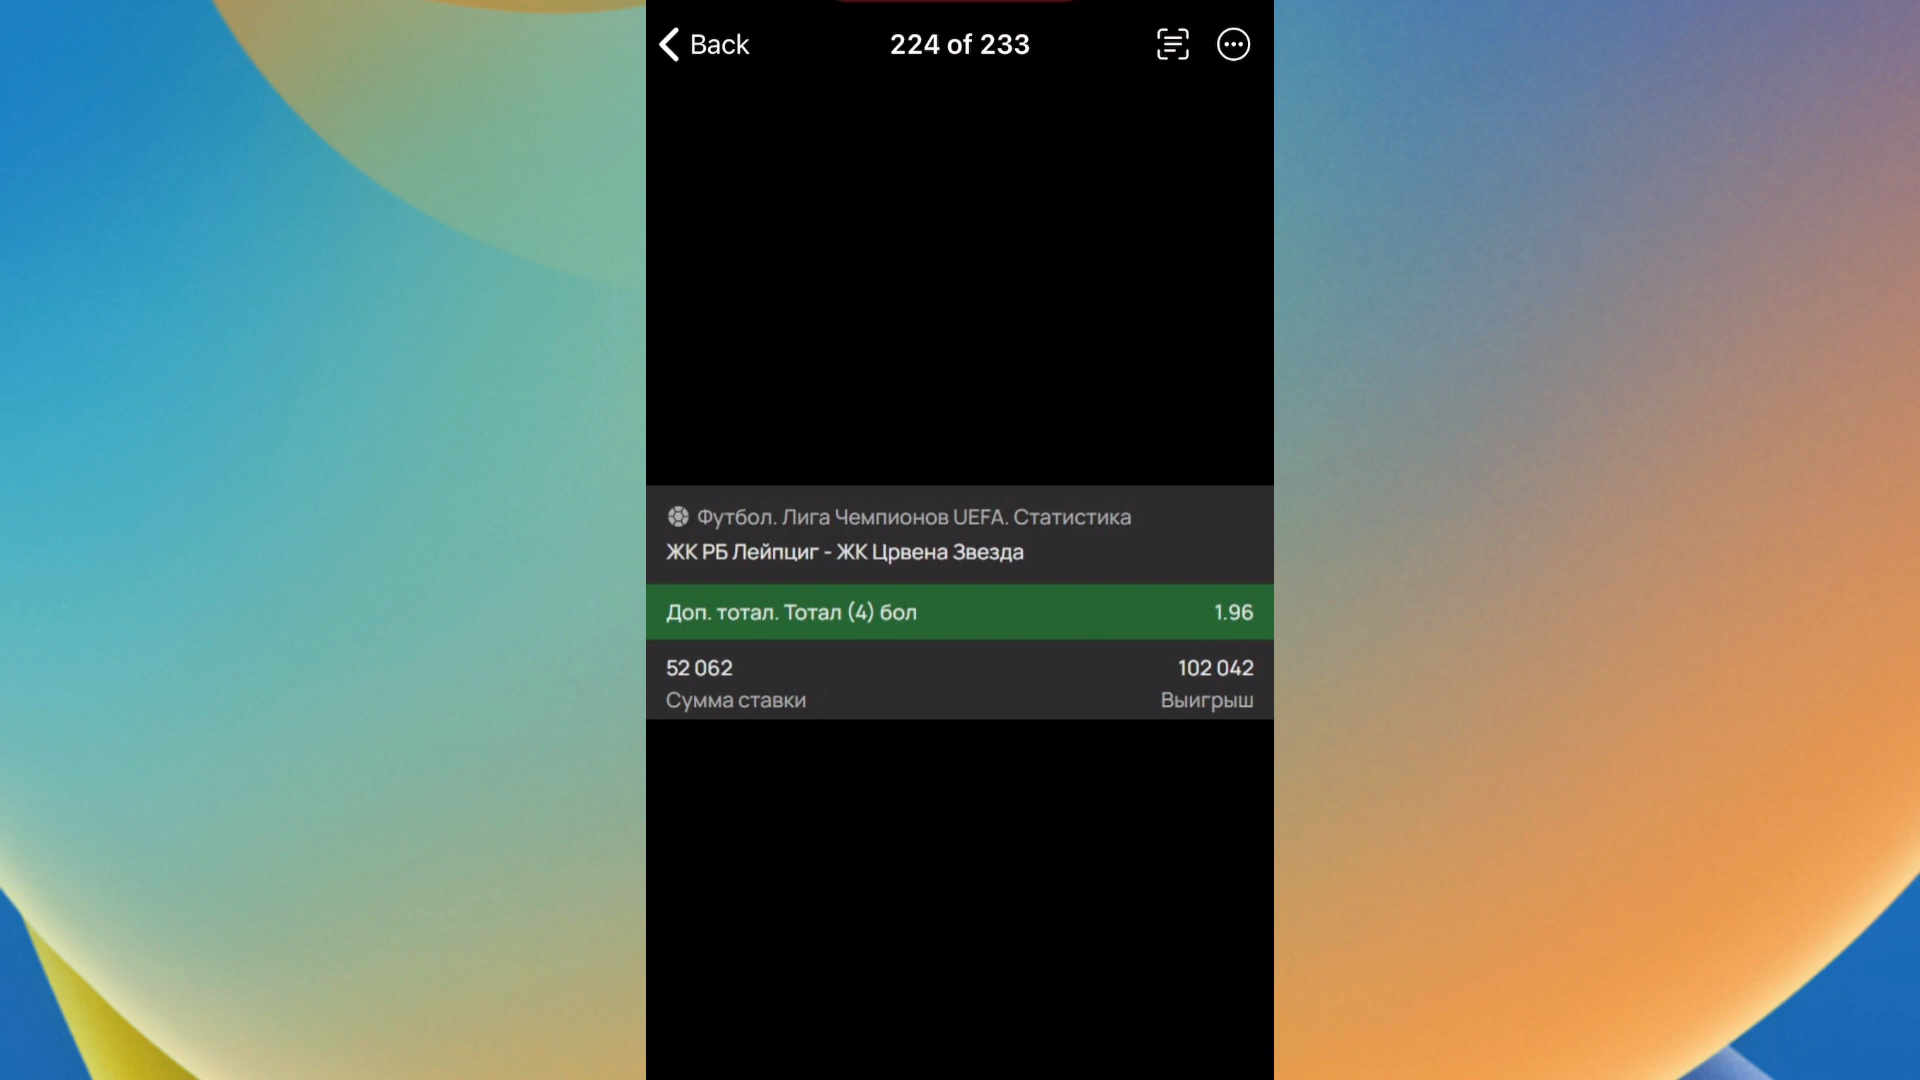 Back
224 of 233
Футбол. Лига Чемпионов UEFA. Статистика
ЖК РБ Лейпциг - ЖК Црвена Звезда
Доп. тотал. Тотал (4) бол 1.96
52 062 102 042
Сумма ставки Выигрыш